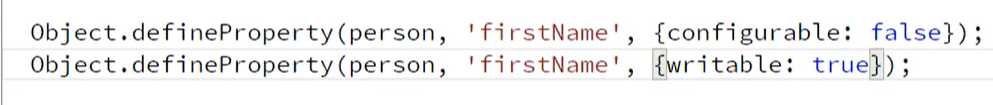 Object.defineProperty(person, 'firstName', {configurable: false});
Object.defineProperty(person, 'firstName', {writable: true});